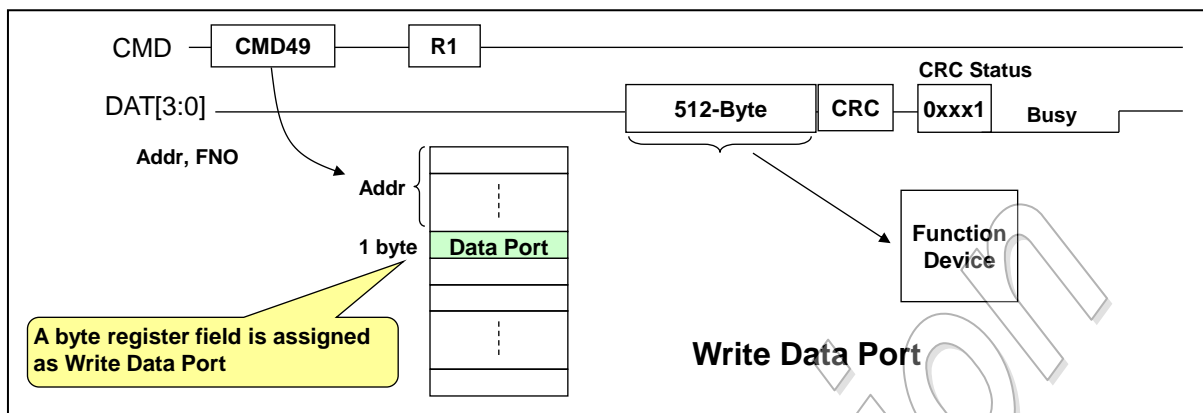 CMD CMD49 R1
CRC Status
DAT[3:0] 512-Byte CRC 0xxx1 Busy
Addr, FNO
Addr
1 byte Data Port
Function
Device
A byte register field is assigned
as Write Data Port
Write Data Port